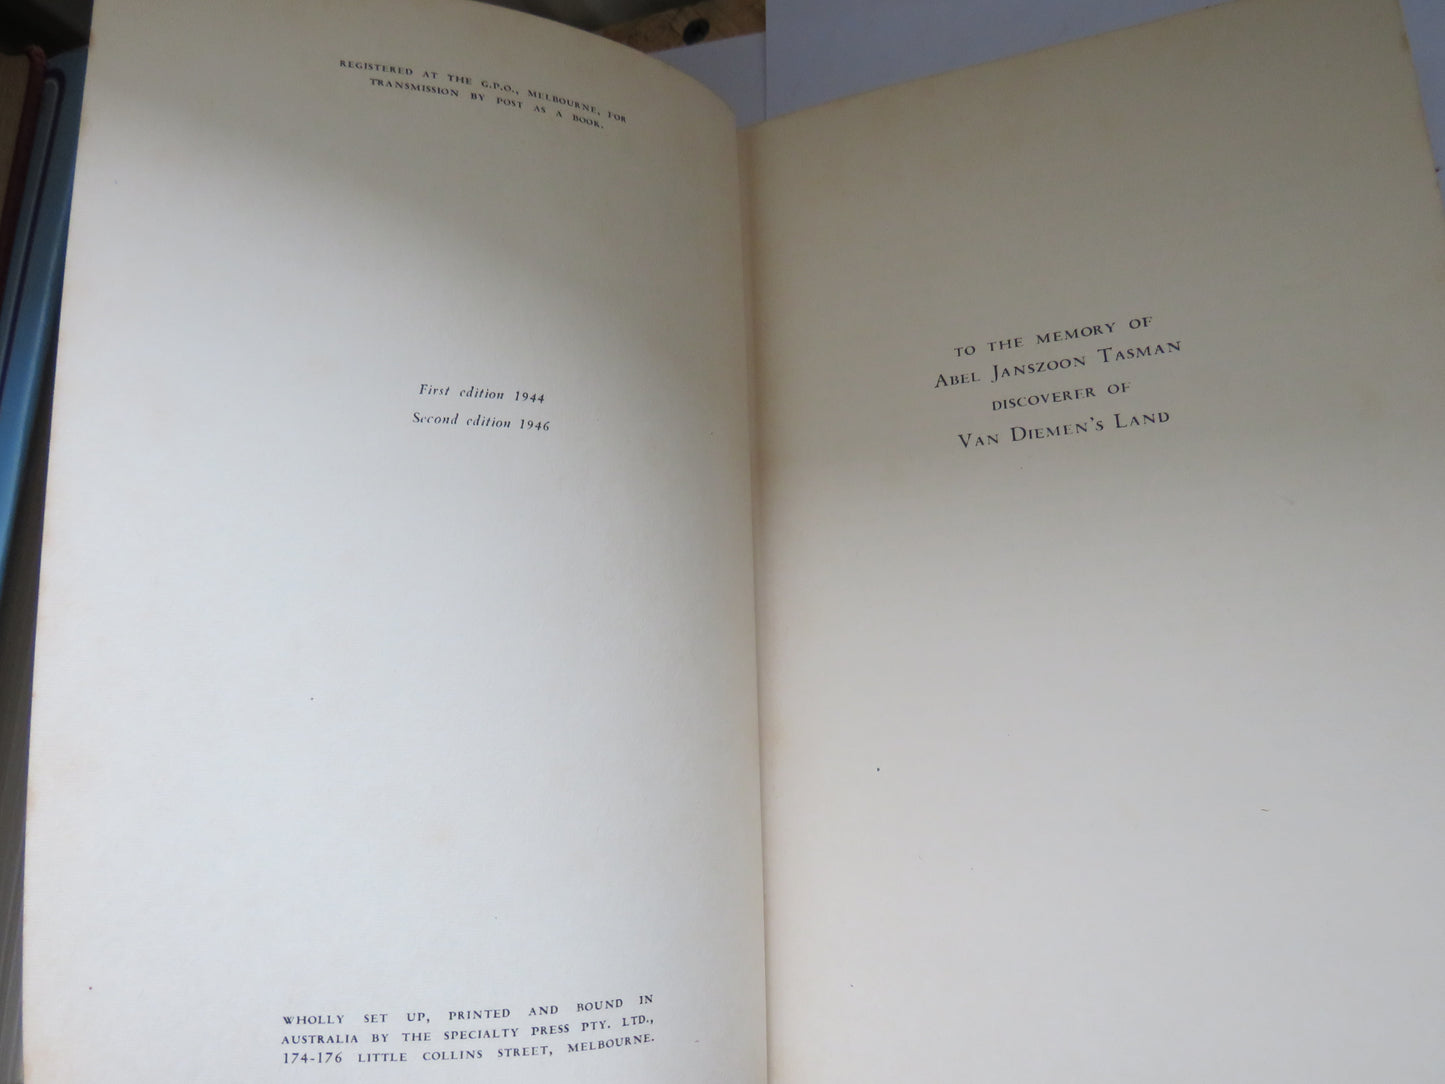 REGISTERED AT THE G.P.O., MELBOURNE, FOR
TRANSMISSION BY POST AS A BOOK.
First edition 1944
Second edition 1946
WHOLLY SET UP, PRINTED AND BOUND IN
AUSTRALIA BY THE SPECIALTY PRESS PTY. LTD.,
174-176 LITTLE COLLINS STREET, MELBOURNE.
TO THE MEMORY OF
ABEL JANSZOON TASMAN
DISCOVERER OF
VAN DIEMEN'S LAND